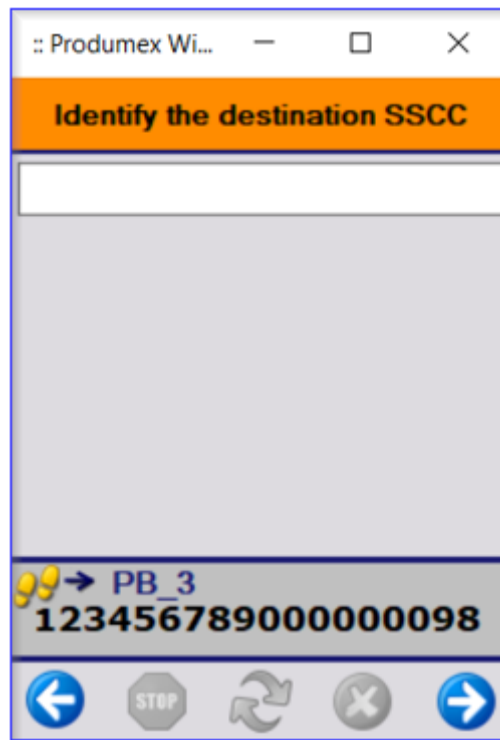 :: Produmex Wi...
Identify the destination SSCC
PB_3
123456789000000098
STOP